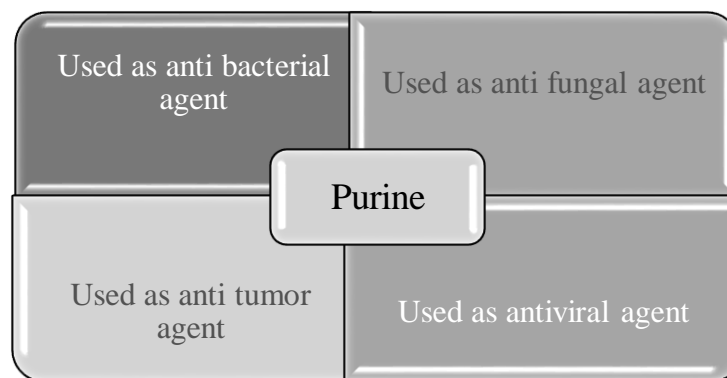 Used as anti bacterial
agent
Used as anti fungal agent
Purine
Used as anti tumor
agent
Used as antiviral agent